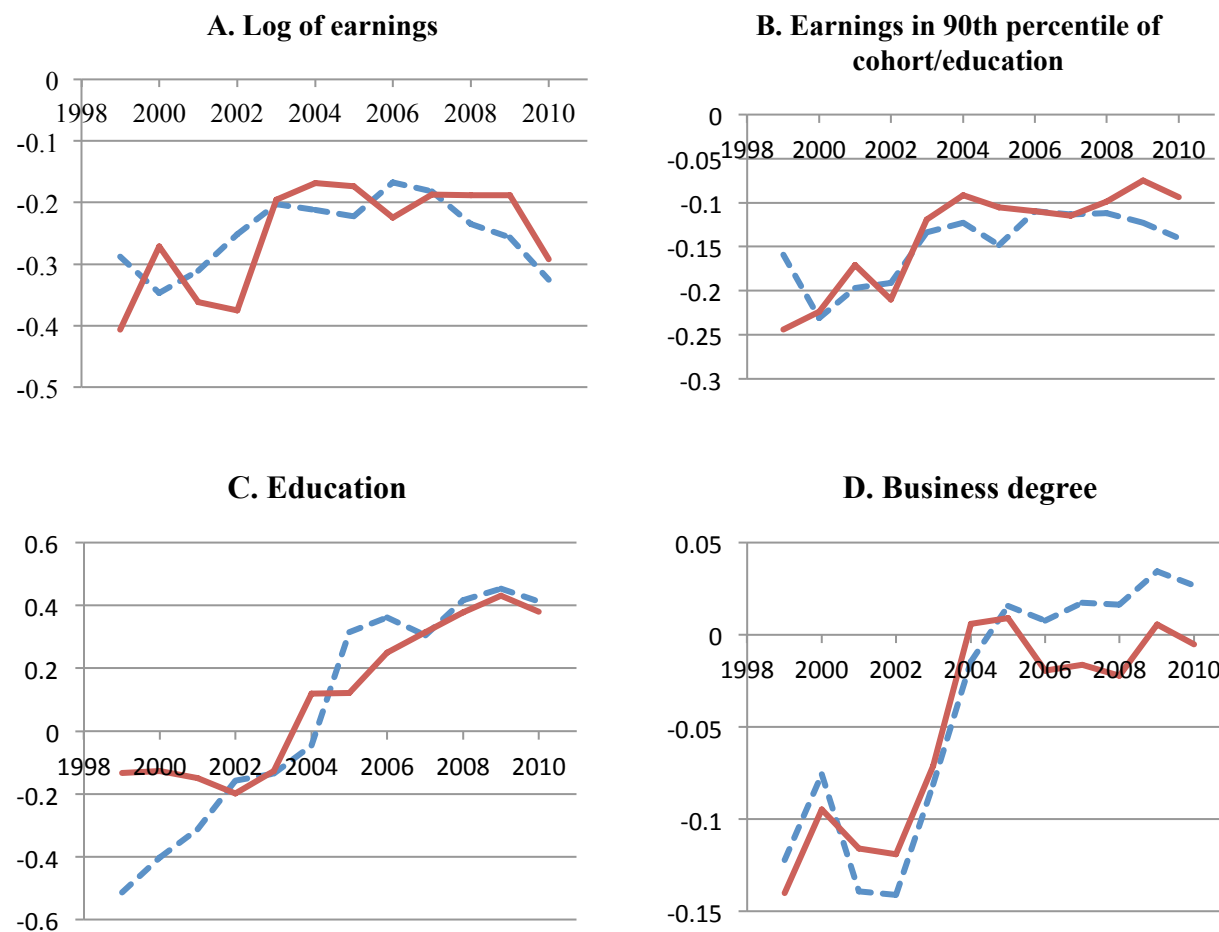 A. Log of earnings
0
1998 2000 2002 2004 2006 2008 2010
-0.1
-0.2
-0.3
-0.4
-0.5
B. Earnings in 90th percentile of
cohort/education
0
1998 2000 2002 2004 2006 2008 2010
-0.05
-0.1
-0.15
-0.2
-0.25
-0.3
C. Education
0.6
0.4
0.2
0
1998 2000 2002 2004 2006 2008 2010
-0.2
-0.4
-0.6
D. Business degree
0.05
0
1998 2000 2002 2004 2006 2008 2010
-0.05
-0.1
-0.15